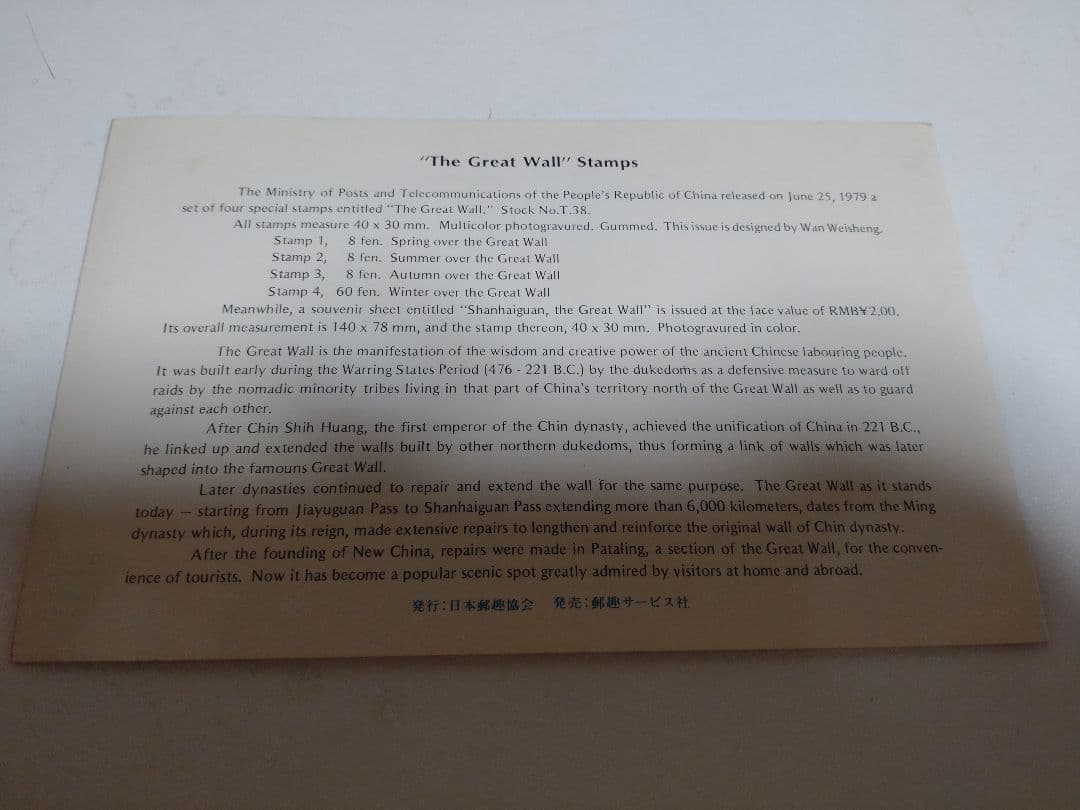 "The Great Wall" Stamps
The Ministry of Posts and Telecommunications of the People's Republic of China released on June 25, 1979 a
set of four special stamps entitled "The Great Wall." Stock No.T.38.
All stamps measure 40 x 30 mm. Multicolor photogravured. Gummed. This issue is designed by Wan Weisheng.
Stamp 1, 8 fen. Spring over the Great Wall
Stamp 2, 8 fen. Summer over the Great Wall
Stamp 3, 8 fen. Autumn over the Great Wall
Stamp 4, 60 fen. Winter over the Great Wall
Meanwhile, a souvenir sheet entitled "Shanhaiguan, the Great Wall" is issued at the face value of RMB¥2.00.
Its overall measurement is 140 x 78 mm, and the stamp thereon, 40 x 30 mm. Photogravured in color.
The Great Wall is the manifestation of the wisdom and creative power of the ancient Chinese labouring people.
It was built early during the Warring States Period (476 - 221 B.C.) by the dukedoms as a defensive measure to ward off
raids by the nomadic minority tribes living in that part of China's territory north of the Great Wall as well as to guard
against each other.
After Chin Shih Huang, the first emperor of the Chin dynasty, achieved the unification of China in 221 B.C.,
he linked up and extended the walls built by other northern dukedoms, thus forming a link of walls which was later
shaped into the famouns Great Wall.
Later dynasties continued to repair and extend the wall for the same purpose. The Great Wall as it stands
today — starting from Jiayuguan Pass to Shanhaiguan Pass extending more than 6,000 kilometers, dates from the Ming
dynasty which, during its reign, made extensive repairs to lengthen and reinforce the original wall of Chin dynasty.
After the founding of New China, repairs were made in Pataling, a section of the Great Wall, for the conven-
ience of tourists. Now it has become a popular scenic spot greatly admired by visitors at home and abroad.
発行:日本郵趣協会 発売:郵趣サービス社